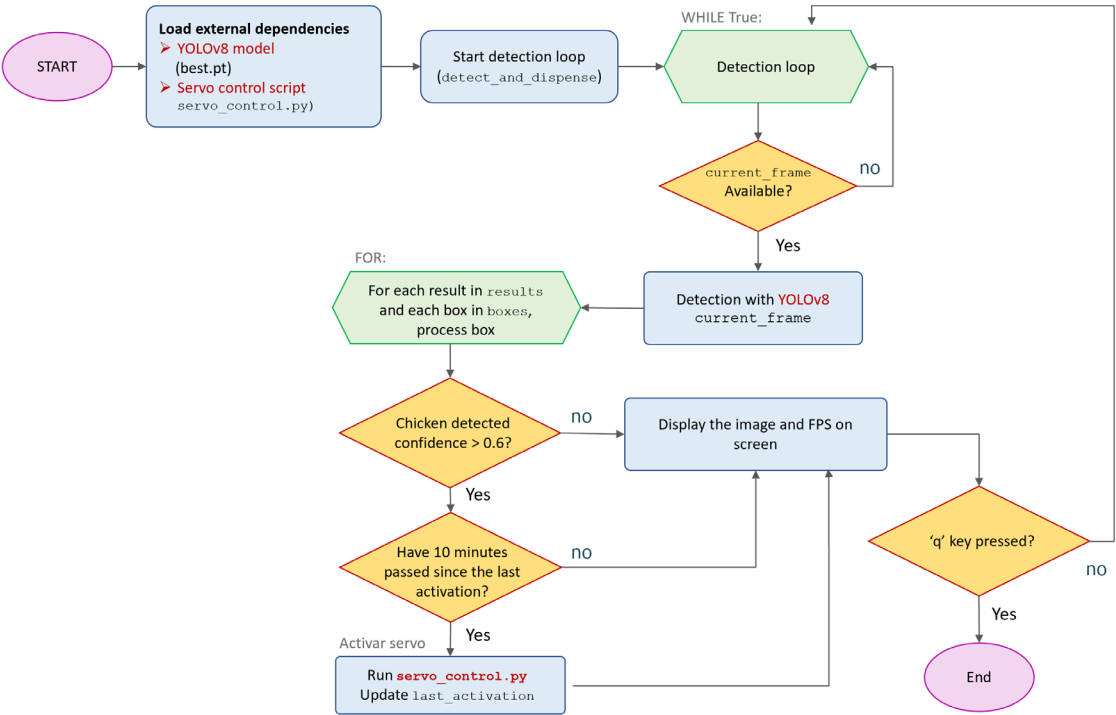 START
Load external dependencies
➢ YOLOv8 model
(best.pt)
➢ Servo control script
servo_control.py)
Start detection loop
(detect_and_dispense)
WHILE True:
Detection loop
current_frame
Available?
no
Yes
Detection with YOLOv8
current_frame
FOR:
For each result in results
and each box in boxes,
process box
Chicken detected
confidence > 0.6?
no
Yes
Display the image and FPS on
screen
Have 10 minutes
passed since the last
activation?
no
Yes
Activar servo
Run servo_control.py
Update last_activation
‘q’ key pressed?
no
Yes
End